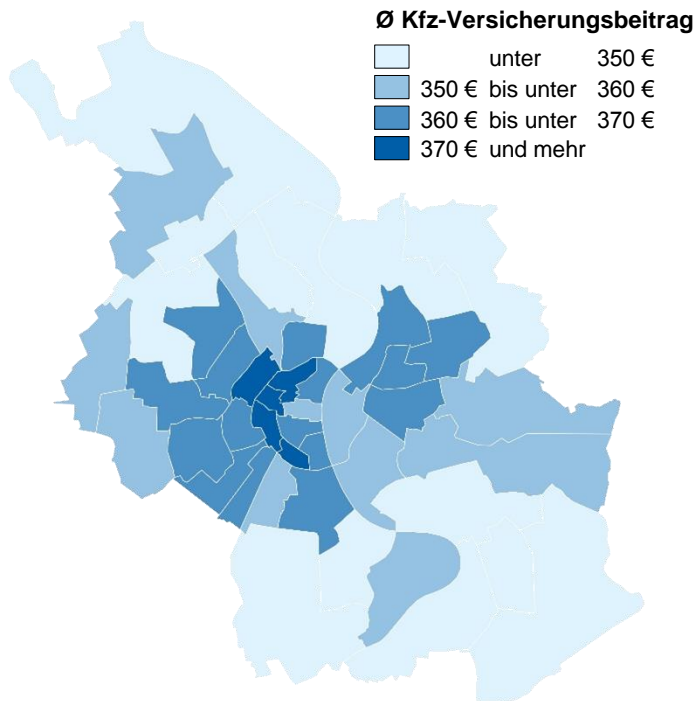 Ø Kfz-Versicherungsbeitrag
unter 350 €
350 € bis unter 360 €
360 € bis unter 370 €
370 € und mehr